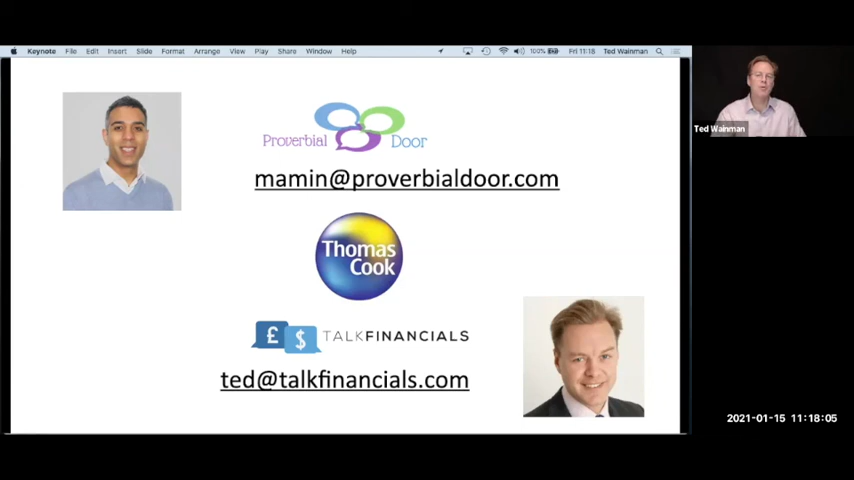 Keynote File Edit Insert Slide Format Arrange View Play Share Window Help 100% Fri 11:18 Ted Wainman
Ted Wainman
Proverbial Door
mamin@proverbialdoor.com
Thomas
Cook
£ $ TALKFINANCIALS
ted@talkfinancials.com
2021-01-15 11:18:05